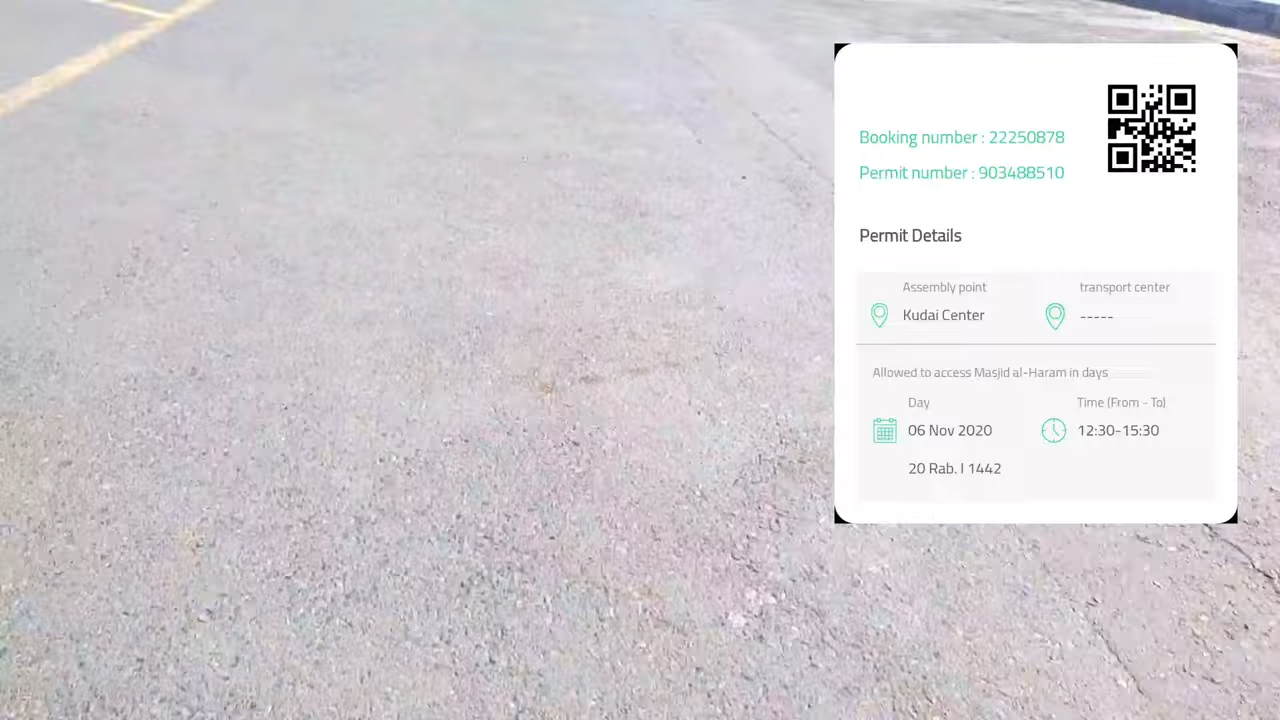 Booking number : 22250878
Permit number : 903488510
Permit Details
Assembly point
transport center
Kudai Center
-----
Allowed to access Masjid al-Haram in days
Day
Time (From - To)
06 Nov 2020
12:30-15:30
20 Rab. I 1442